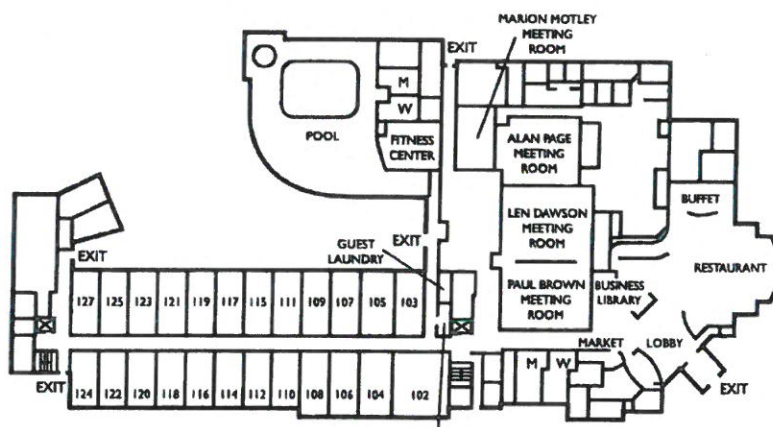 MARION MOTLEY
MEETING
ROOM
EXIT
M
W
POOL
FITNESS
CENTER
ALAN PAGE
MEETING
ROOM
BUFFET
LEN DAWSON
MEETING
ROOM
EXIT
GUEST
LAUNDRY
EXIT
RESTAURANT
PAUL BROWN
MEETING
ROOM
BUSINESS
LIBRARY
127 125 123 121 119 117 115 111 109 107 105 103
MARKET
LOBBY
M
W
EXIT
EXIT
124 122 120 118 116 114 112 110 108 106 104 102